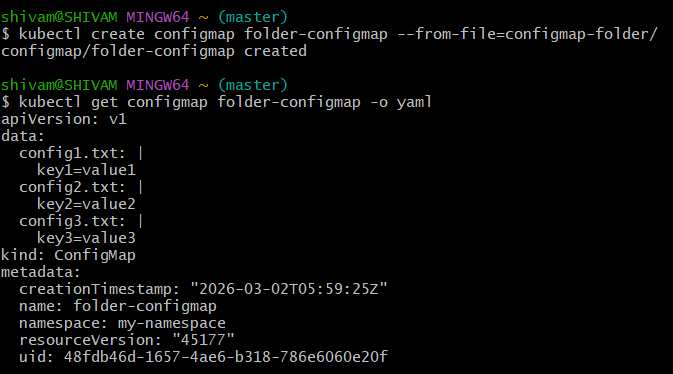 shivam@SHIVAM MINGW64 ~ (master)
$ kubectl create configmap folder-configmap --from-file=configmap-folder/
configmap/folder-configmap created

shivam@SHIVAM MINGW64 ~ (master)
$ kubectl get configmap folder-configmap -o yaml
apiVersion: v1
data:
  config1.txt: |
    key1=value1
  config2.txt: |
    key2=value2
  config3.txt: |
    key3=value3
kind: ConfigMap
metadata:
  creationTimestamp: "2026-03-02T05:59:25Z"
  name: folder-configmap
  namespace: my-namespace
  resourceVersion: "45177"
  uid: 48fdb46d-1657-4ae6-b318-786e6060e20f